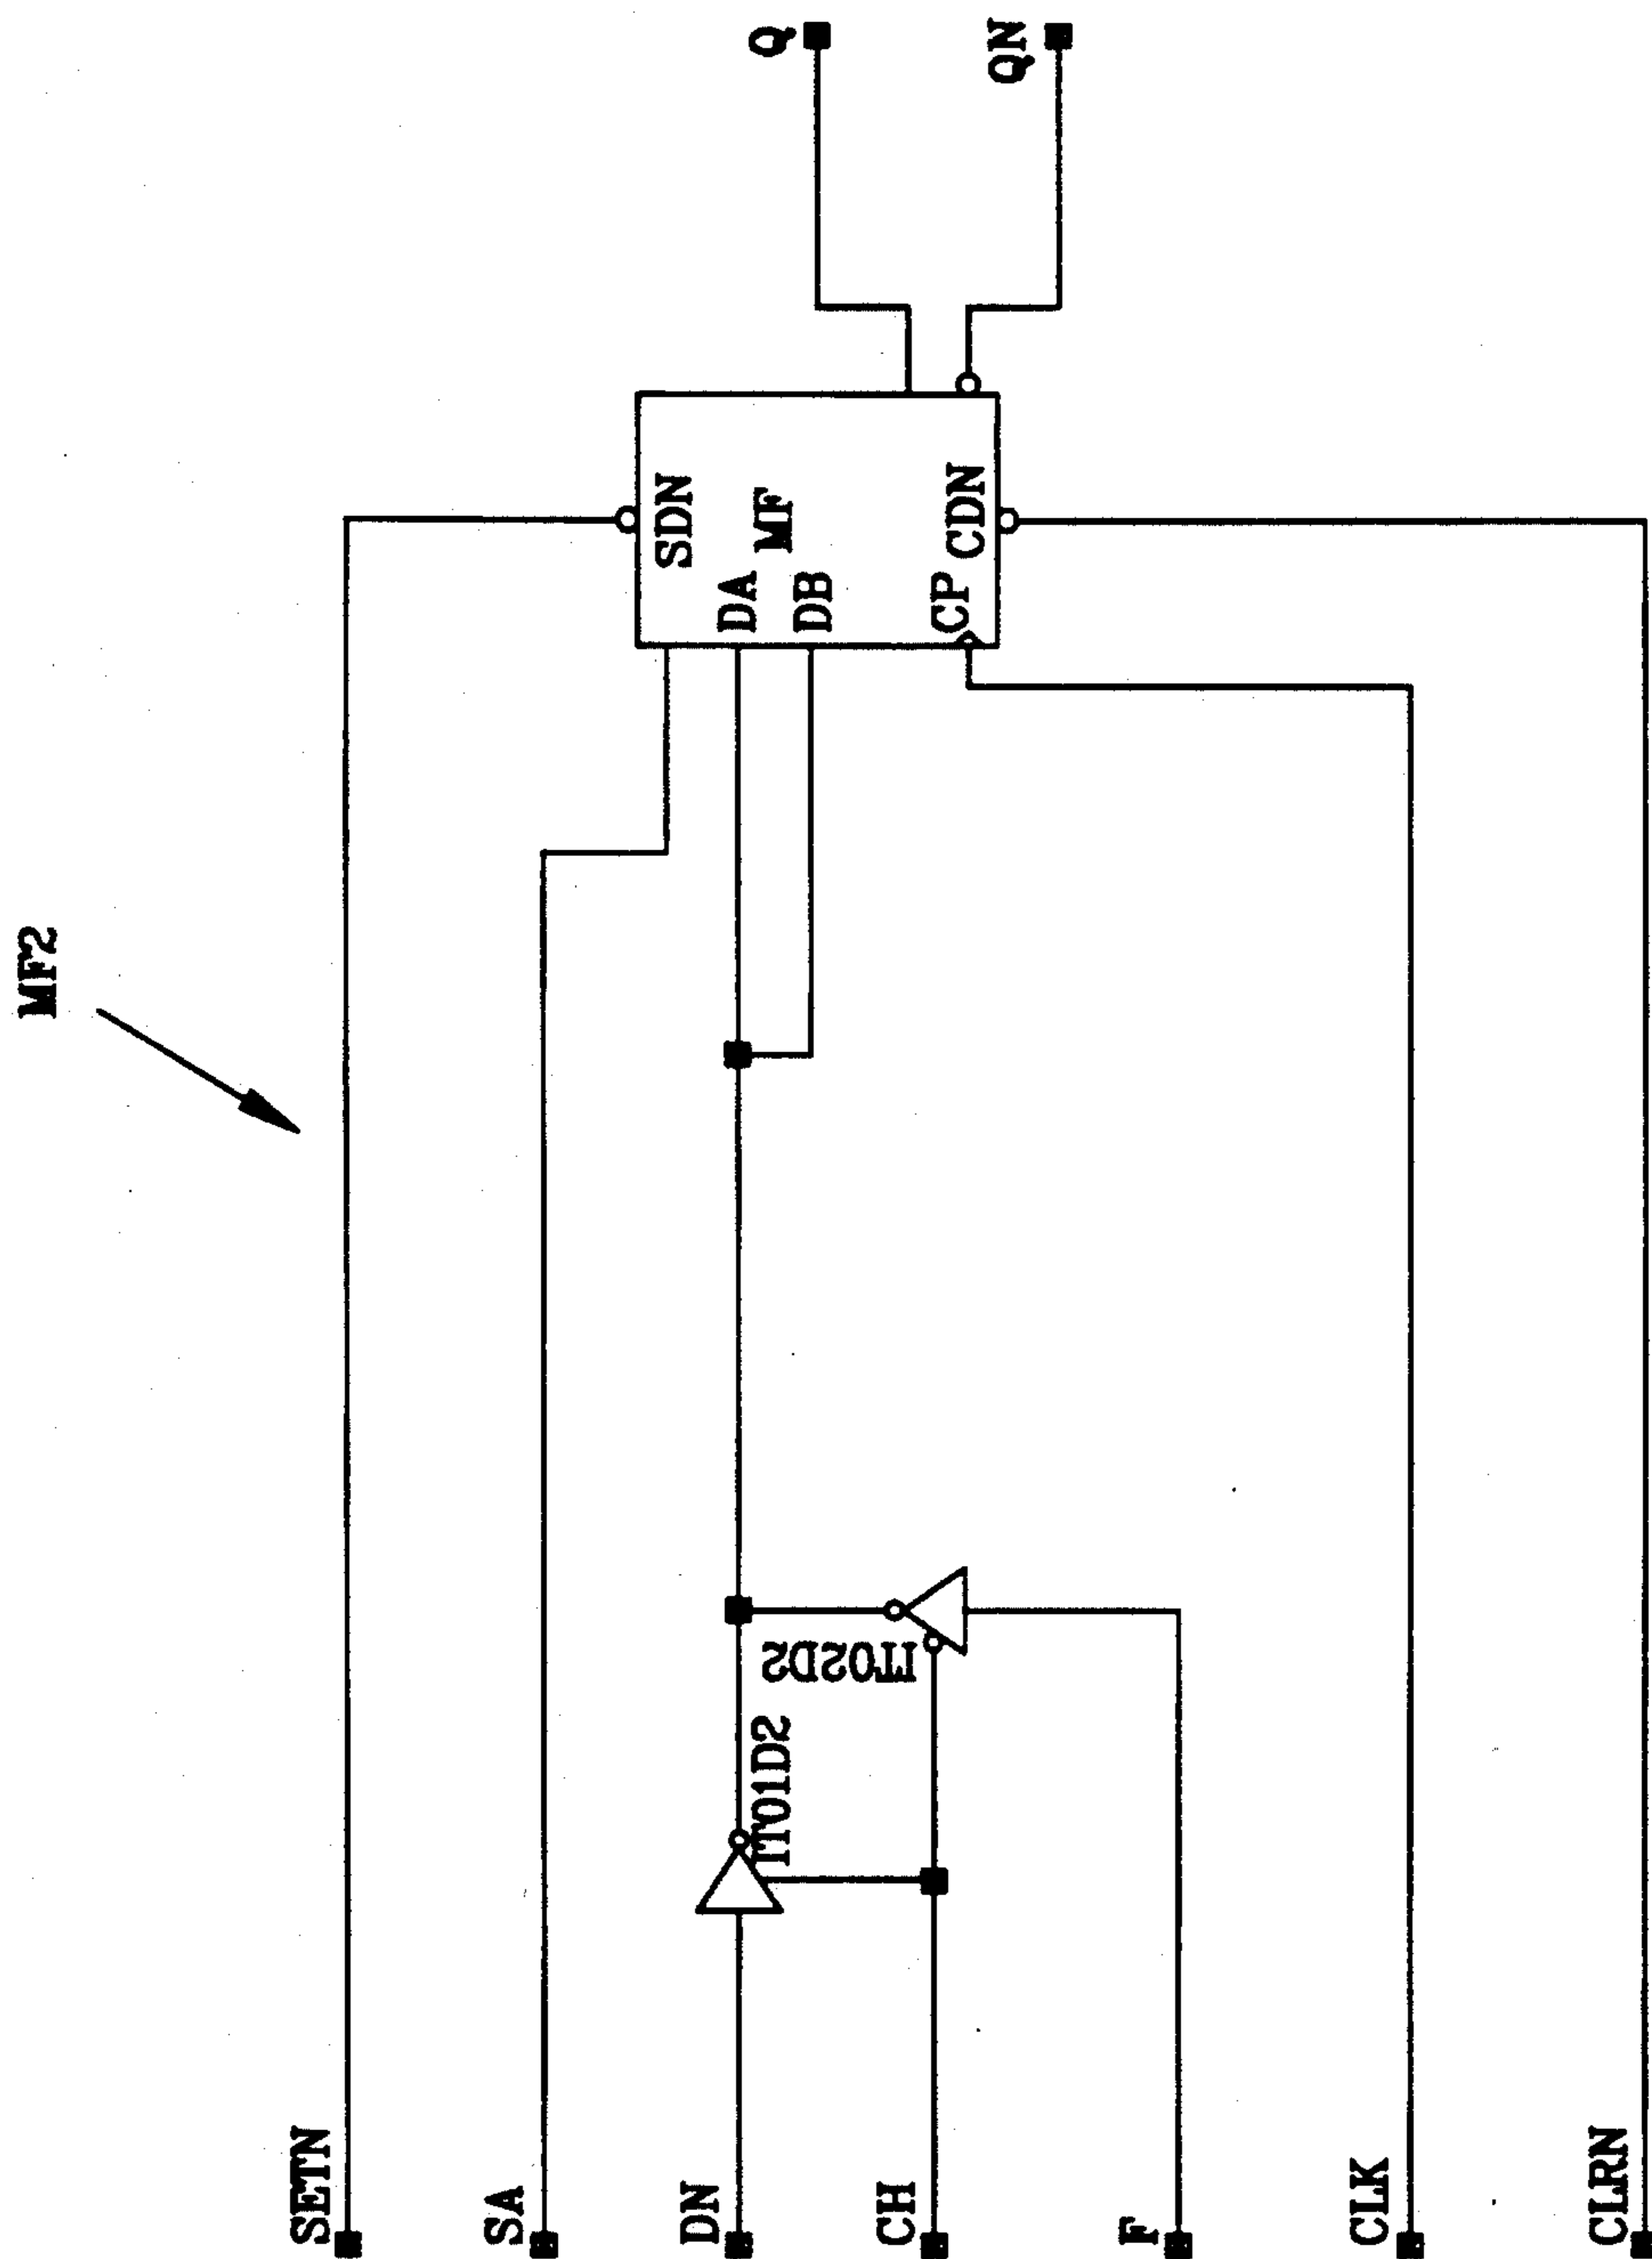 MF2
SETN
SA
DN
CH
F
CLK
CLRN
IT01D2
IT02D2
SDN
DA
MF
DB
CP
CDN
Q
QN